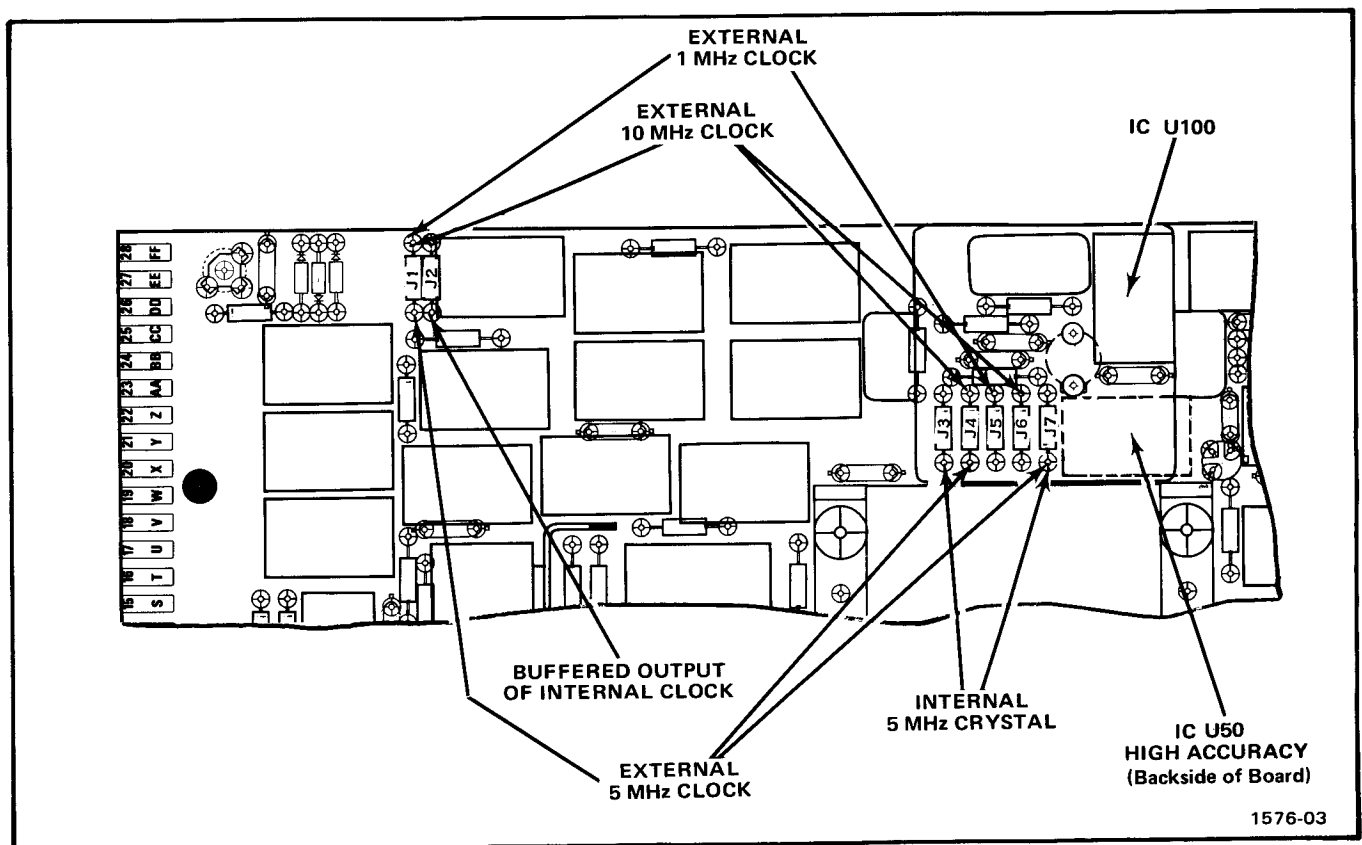 EXTERNAL
1 MHz CLOCK
EXTERNAL
10 MHz CLOCK
IC U100
28 FF
27 EE
26 DD
25 CC
24 BB
23 AA
22 Z
21 Y
20 X
19 W
18 V
17 U
16 T
15 S
J1
J2
J3
J4
J5
J6
J7
BUFFERED OUTPUT
OF INTERNAL CLOCK
INTERNAL
5 MHz CRYSTAL
EXTERNAL
5 MHz CLOCK
IC U50
HIGH ACCURACY
(Backside of Board)
1576-03